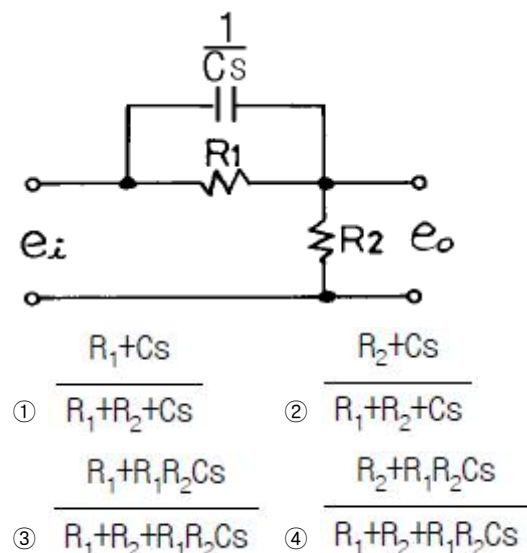 1
Cs
R1
ei
R2
eo
① R₁+Cs
R₁+R₂+Cs
② R₂+Cs
R₁+R₂+Cs
③ R₁+R₁R₂Cs
R₁+R₂+R₁R₂Cs
④ R₂+R₁R₂Cs
R₁+R₂+R₁R₂Cs